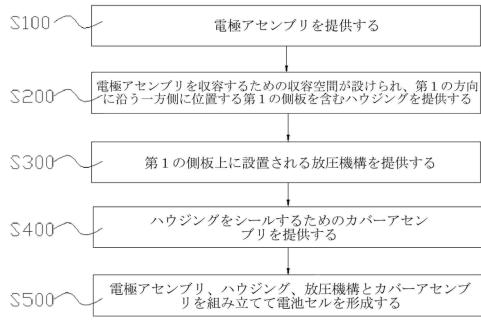 S100
電極アセンブリを提供する
S200
電極アセンブリを収容するための収容空間が設けられ、第1の方向
に沿う一方側に位置する第1の側板を含むハウジングを提供する
S300
第1の側板上に設置される放圧機構を提供する
S400
ハウジングをシールするためのカバーアセン
ブリを提供する
S500
電極アセンブリ、ハウジング、放圧機構とカバーアセンブ
リを組み立てて電池セルを形成する